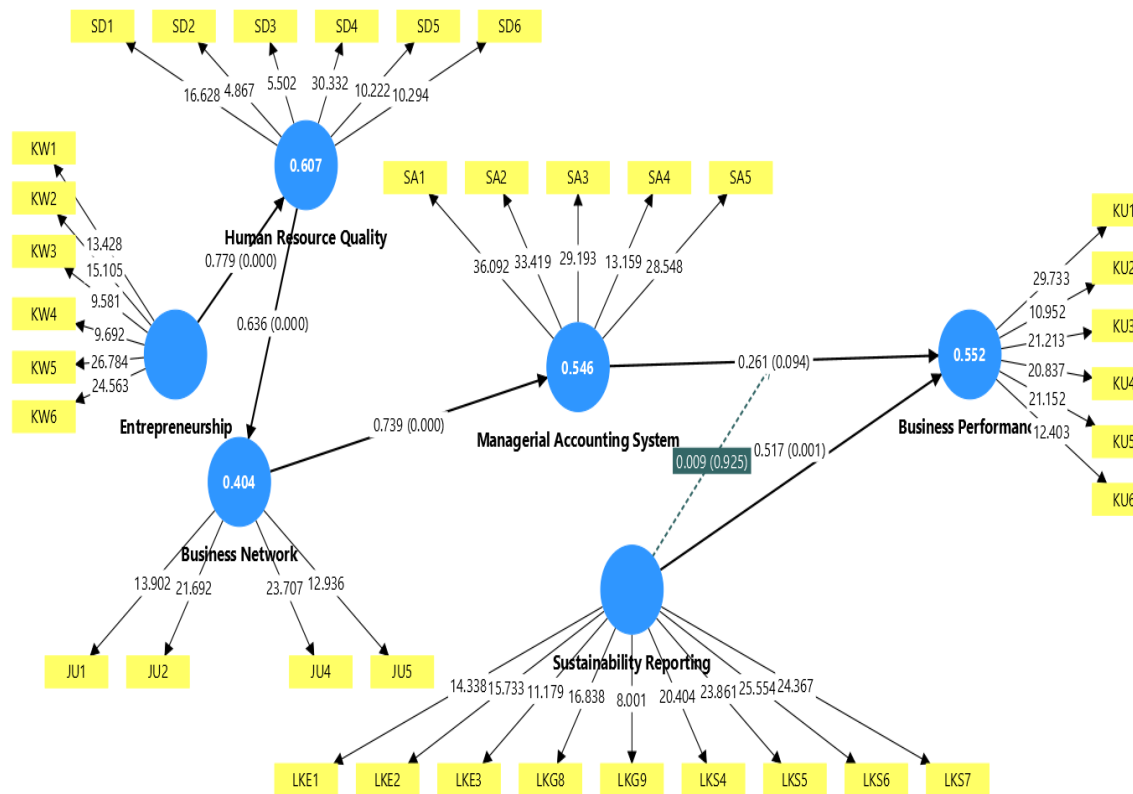 SD1 SD2 SD3 SD4 SD5 SD6
16.628 4.867 5.502 30.332 10.222 10.294
0.607
Human Resource Quality
KW1
KW2
KW3
KW4
KW5
KW6
13.428
15.105
9.581
9.692
26.784
24.563
Entrepreneurship
0.779 (0.000)
0.636 (0.000)
SA1 SA2 SA3 SA4 SA5
36.092 33.419 29.193 13.159 28.548
0.546
Managerial Accounting System
0.404
Business Network
0.739 (0.000)
13.902 21.692 23.707 12.936
JU1 JU2 JU4 JU5
0.261 (0.094)
0.009 (0.925)
0.517 (0.001)
0.552
Business Performanc
29.733
10.952
21.213
20.837
21.152
12.403
KU1
KU2
KU3
KU4
KU5
KU6
Sustainability Reporting
14.338 15.733 11.179 16.838 8.001 20.404 23.861 25.554 24.367
LKE1 LKE2 LKE3 LKG8 LKG9 LKS4 LKS5 LKS6 LKS7